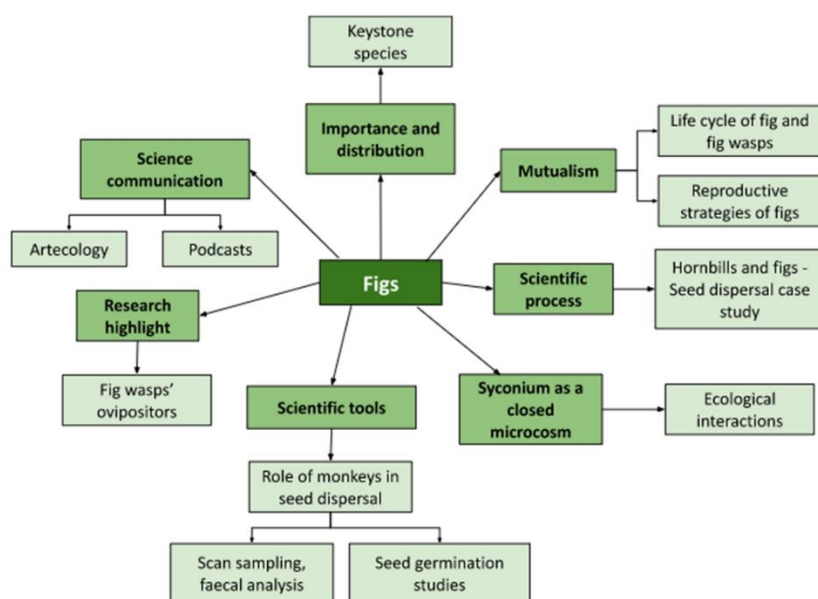 Keystone
species
Importance and
distribution
Science
communication
Artecology
Podcasts
Mutualism
Life cycle of fig and
fig wasps
Reproductive
strategies of figs
Figs
Scientific
process
Hornbills and figs -
Seed dispersal case
study
Research
highlight
Fig wasps'
ovipositors
Scientific tools
Role of monkeys in
seed dispersal
Scan sampling,
faecal analysis
Seed germination
studies
Syconium as a
closed
microcosm
Ecological
interactions